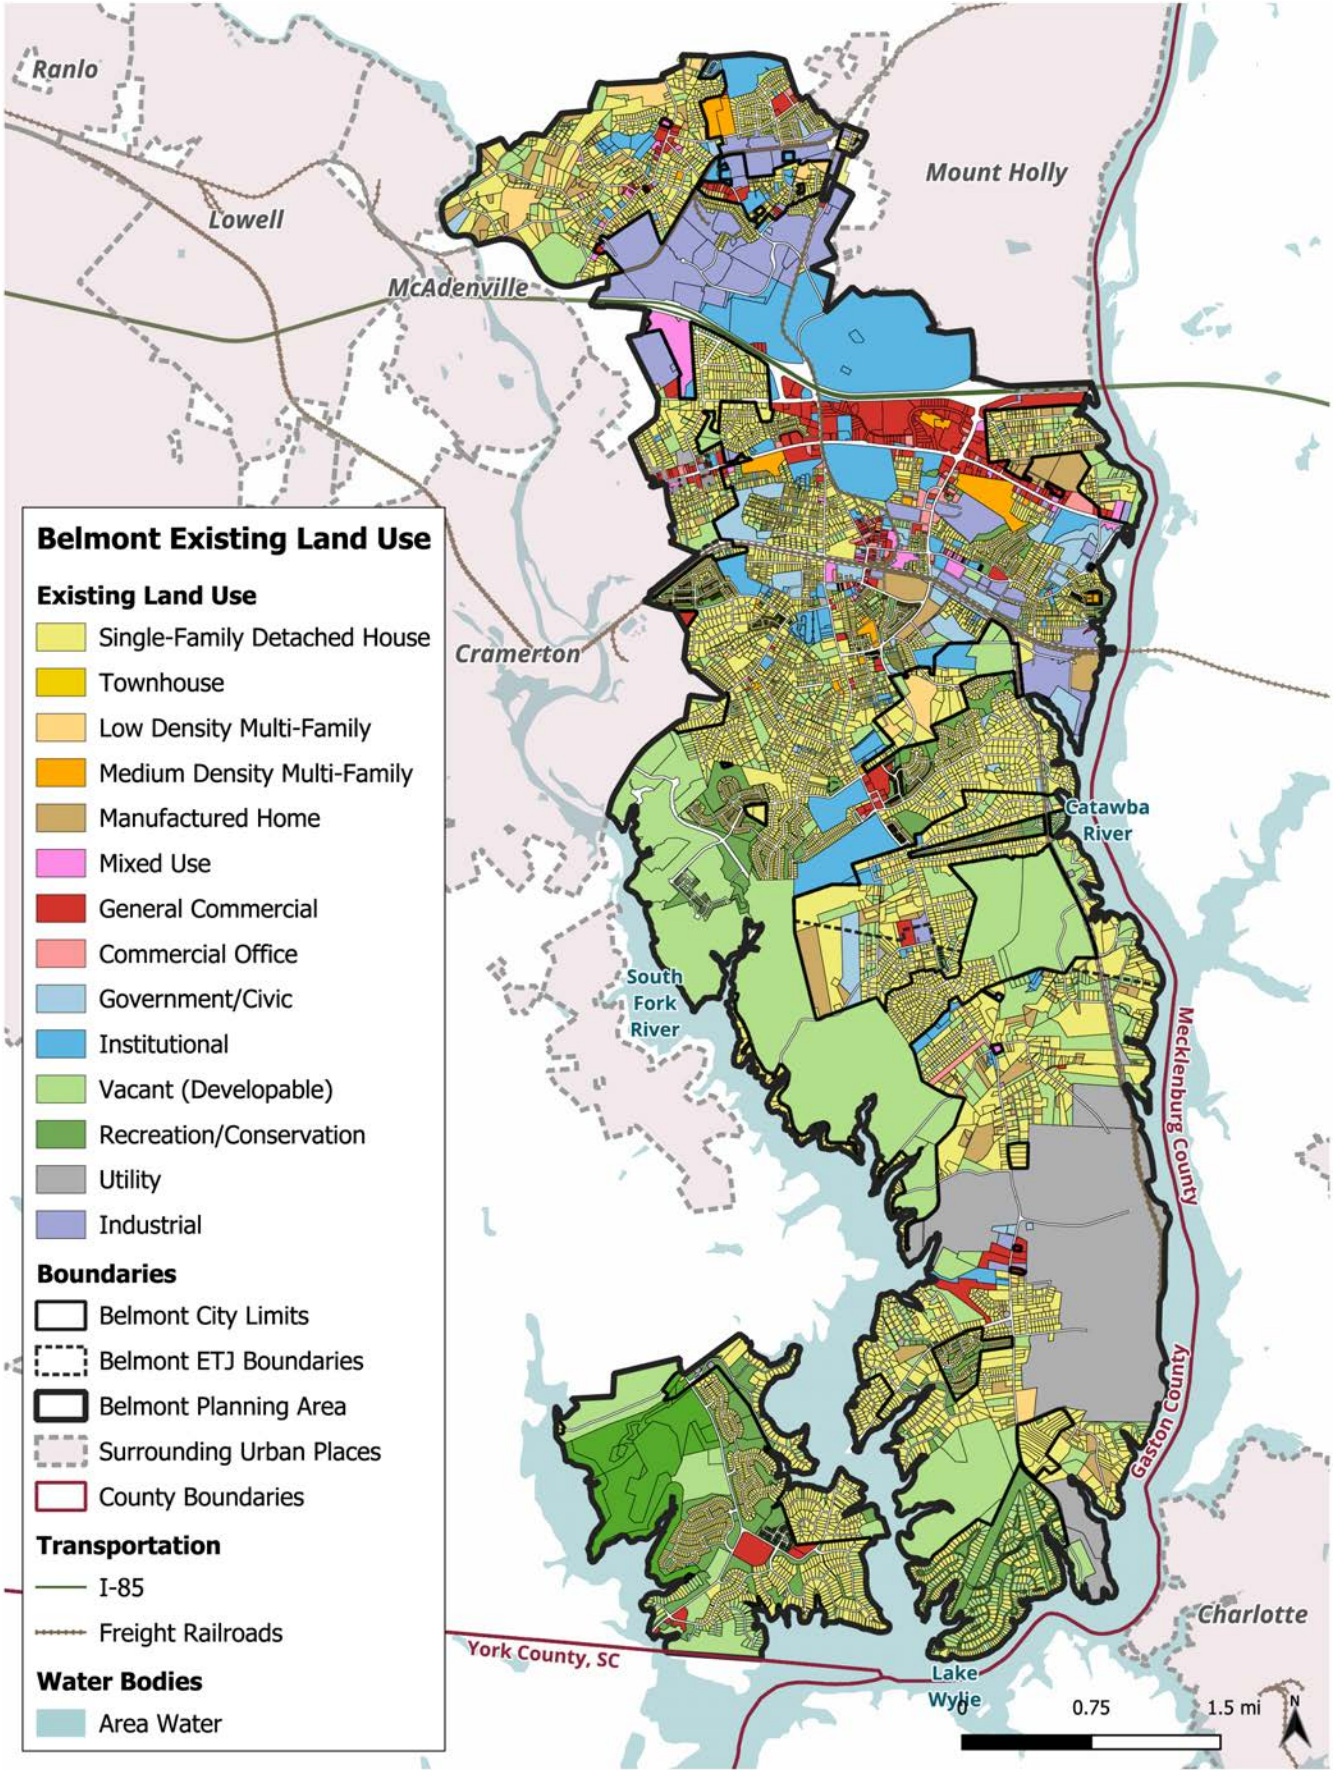 Ranlo
Mount Holly
Lowell
McAdenville
Belmont Existing Land Use
Existing Land Use
Single-Family Detached House
Townhouse
Low Density Multi-Family
Medium Density Multi-Family
Manufactured Home
Mixed Use
General Commercial
Commercial Office
Government/Civic
Institutional
Vacant (Developable)
Recreation/Conservation
Utility
Industrial
Boundaries
Belmont City Limits
Belmont ETJ Boundaries
Belmont Planning Area
Surrounding Urban Places
County Boundaries
Transportation
I-85
Freight Railroads
Water Bodies
Area Water
Cramerton
Catawba
River
South
Fork
River
Mecklenburg County
Gaston County
Charlotte
York County, SC
Lake
Wylie
0
0.75
1.5 mi
N